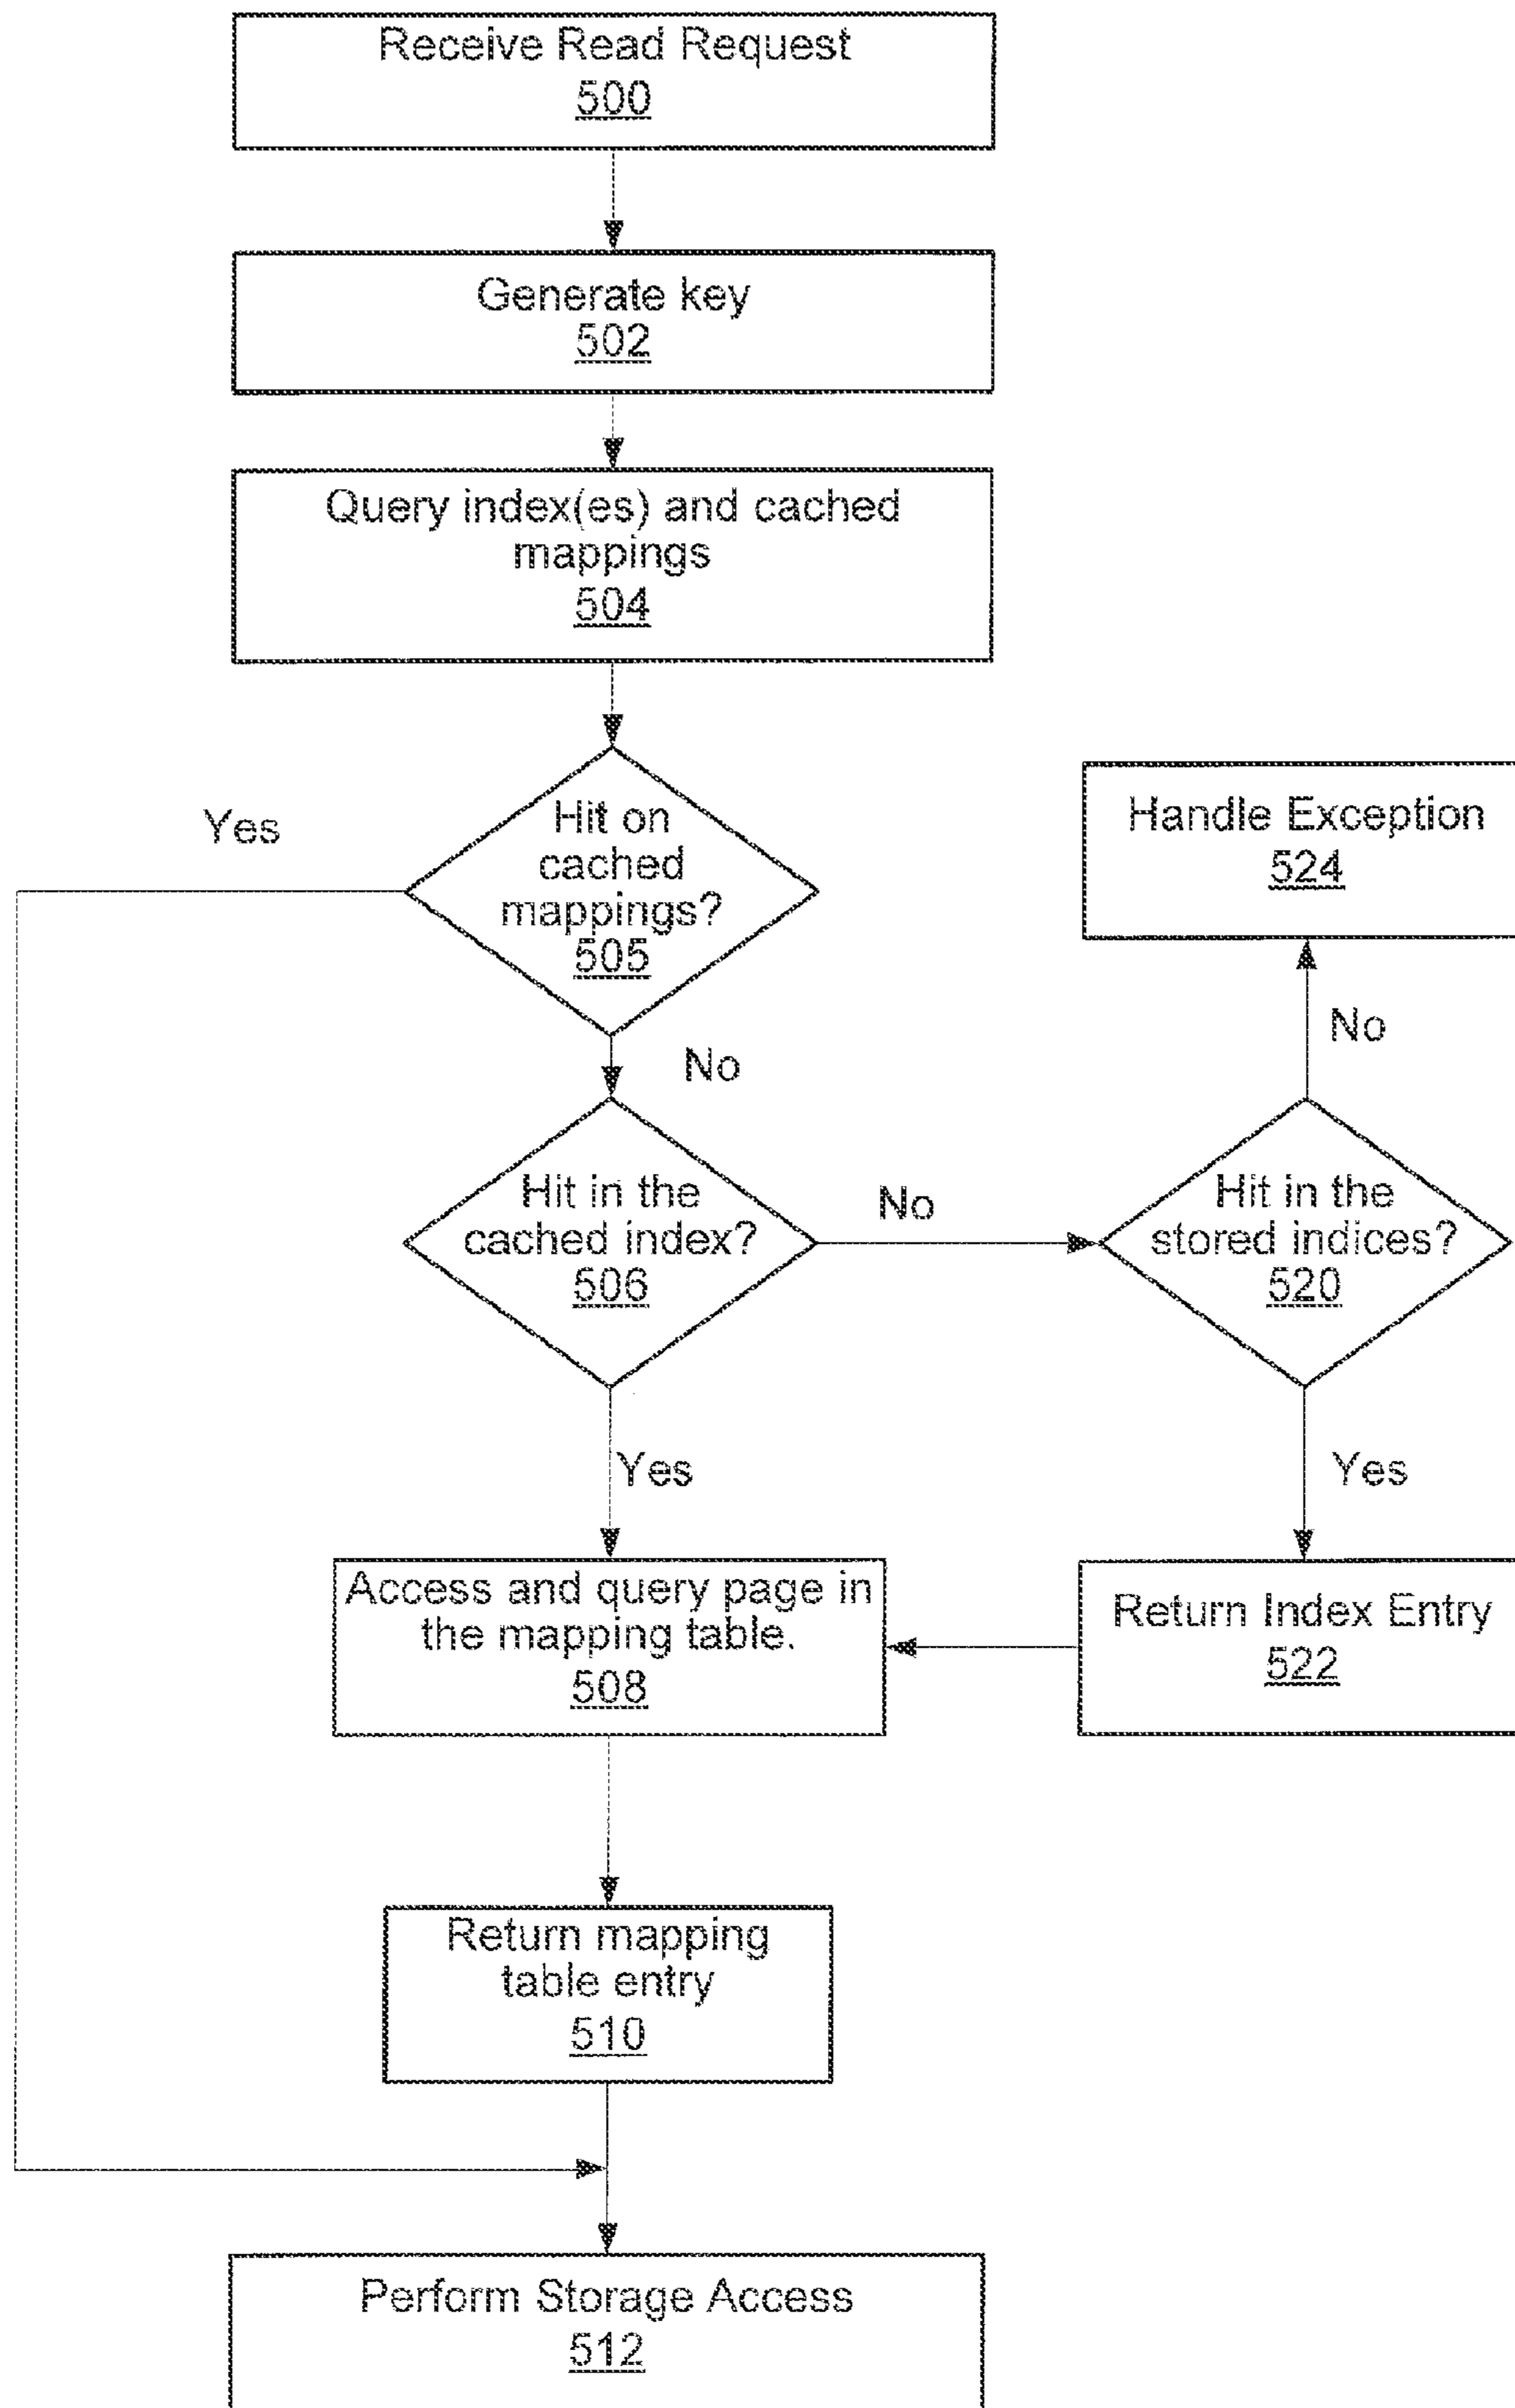 Receive Read Request
500
Generate key
502
Query index(es) and cached
mappings
504
Yes
Hit on
cached
mappings?
505
No
Handle Exception
524
No
Hit in the
cached index?
506
No
Hit in the
stored indices?
520
Yes
Yes
Access and query page in
the mapping table.
508
Return Index Entry
522
Return mapping
table entry
510
Perform Storage Access
512